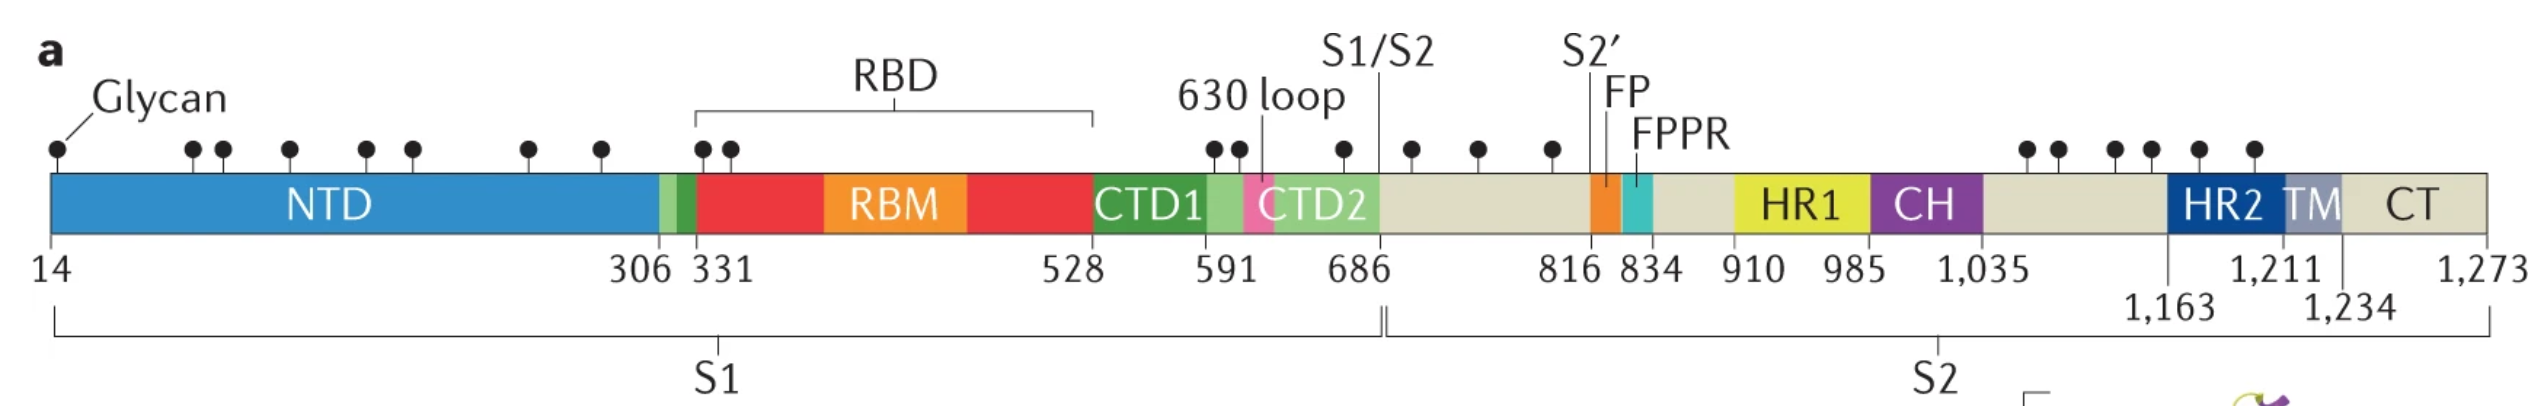 a
Glycan
RBD
630 loop
S1/S2
S2′
FP
FPPR
NTD
RBM
CTD1
CTD2
HR1
CH
HR2
TM
CT
14
306
331
528
591
686
816
834
910
985
1,035
1,163
1,211
1,234
1,273
S1
S2